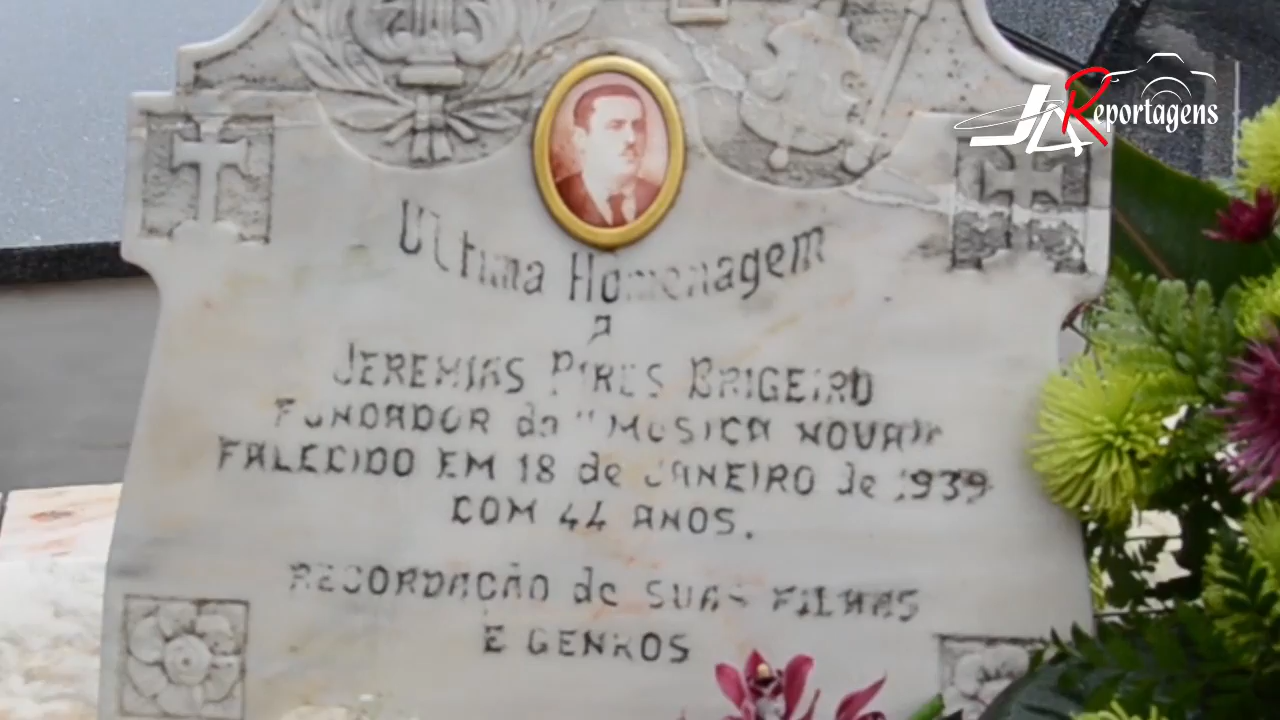 JLA Reportagens
Ultima Homenagem
A
JEREMIAS PIRES BRIGEIRO
FUNDADOR da "MUSICA NOVA"
FALECIDO EM 18 de JANEIRO de 1939
COM 44 ANOS.
RECORDAÇÃO de SUAS FILHAS
E GENROS